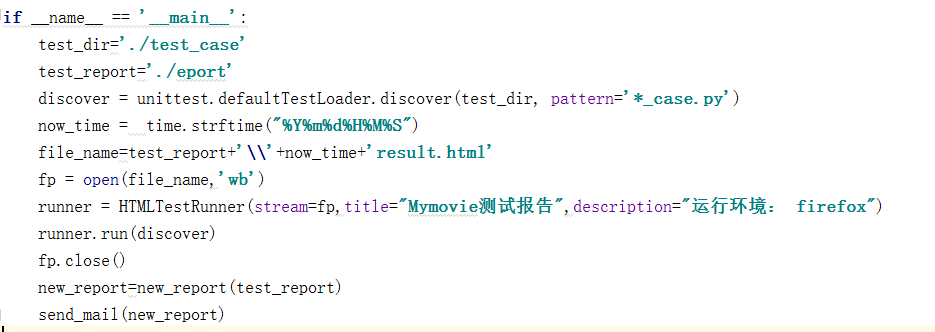 if __name__ == '__main__':
    test_dir='./test_case'
    test_report='./eport'
    discover = unittest.defaultTestLoader.discover(test_dir, pattern='*_case.py')
    now_time =  time.strftime("%Y%m%d%H%M%S")
    file_name=test_report+'\\'+now_time+'result.html'
    fp = open(file_name,'wb')
    runner = HTMLTestRunner(stream=fp,title="Mymovie测试报告",description="运行环境： firefox")
    runner.run(discover)
    fp.close()
    new_report=new_report(test_report)
    send_mail(new_report)